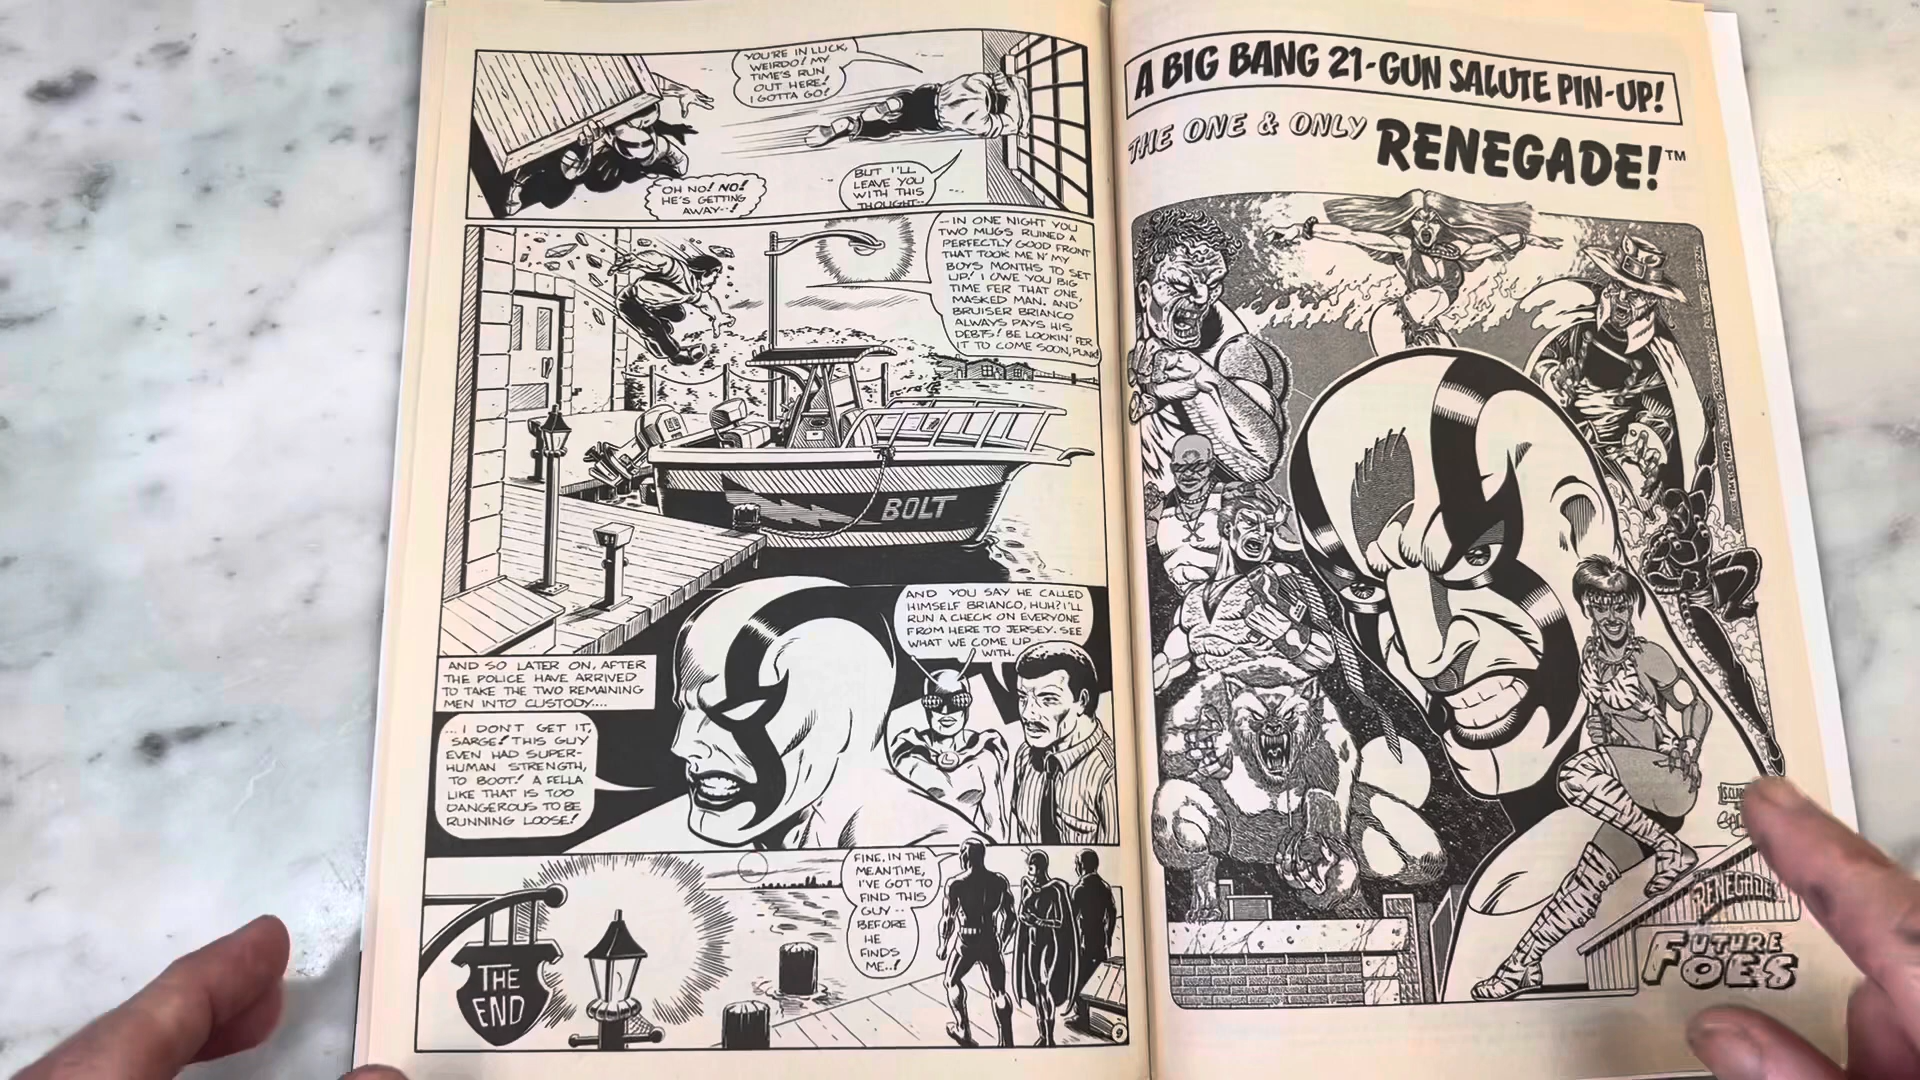 YOU'RE IN LUCK,
WEIRDO! MY
TIME'S RUN
OUT HERE!
I GOTTA GO!
OH NO! NO!
HE'S GETTING
AWAY--!
BUT I'LL
LEAVE YOU
WITH THIS
THOUGHT--
--IN ONE NIGHT YOU
TWO MUGS RUINED A
PERFECTLY GOOD FRONT
THAT TOOK ME N' MY
BOYS MONTHS TO SET
UP! I OWE YOU BIG
TIME FER THAT ONE,
MASKED MAN. AND
BRUISER BRIANCO
ALWAYS PAYS HIS
DEBTS! BE LOOKIN' FER
IT TO COME SOON, PUNK!
BOLT
AND SO LATER ON, AFTER
THE POLICE HAVE ARRIVED
TO TAKE THE TWO REMAINING
MEN INTO CUSTODY....
...I DON'T GET IT,
SARGE! THIS GUY
EVEN HAD SUPER-
HUMAN STRENGTH,
TO BOOT! A FELLA
LIKE THAT IS TOO
DANGEROUS TO BE
RUNNING LOOSE!
AND YOU SAY HE CALLED
HIMSELF BRIANCO, HUH? I'LL
RUN A CHECK ON EVERYONE
FROM HERE TO JERSEY. SEE
WHAT WE COME UP
WITH.
FINE, IN THE
MEANTIME,
I'VE GOT TO
FIND THIS
GUY--
BEFORE
HE
FINDS
ME..!
THE
END
9
A BIG BANG 21-GUN SALUTE PIN-UP!
THE ONE & ONLY RENEGADE!™
RENEGADE
FUTURE
FOES